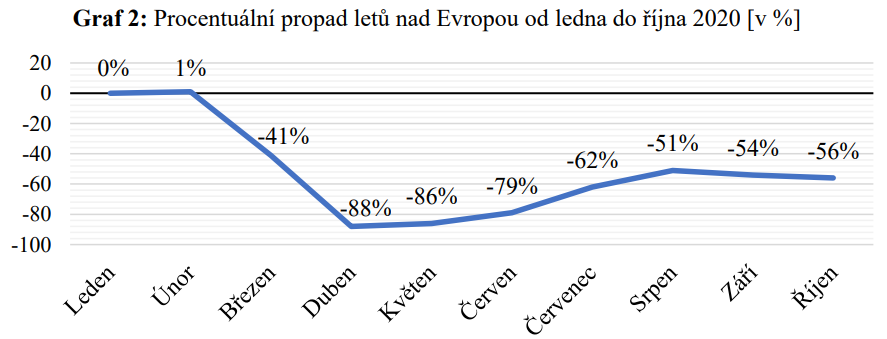 Graf 2: Procentuální propad letů nad Evropou od ledna do října 2020 [v %]
20
0
-20
-40
-60
-80
-100
0%
1%
-41%
-88%
-86%
-79%
-62%
-51%
-54%
-56%
Leden
Únor
Březen
Duben
Květen
Červen
Červenec
Srpen
Září
Říjen